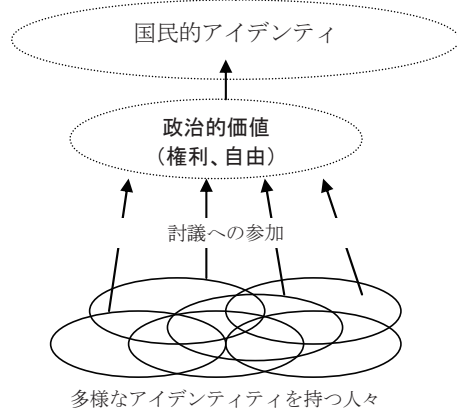 国民的アイデンティ
政治的価値
（権利、自由）
討議への参加
多様なアイデンティティを持つ人々